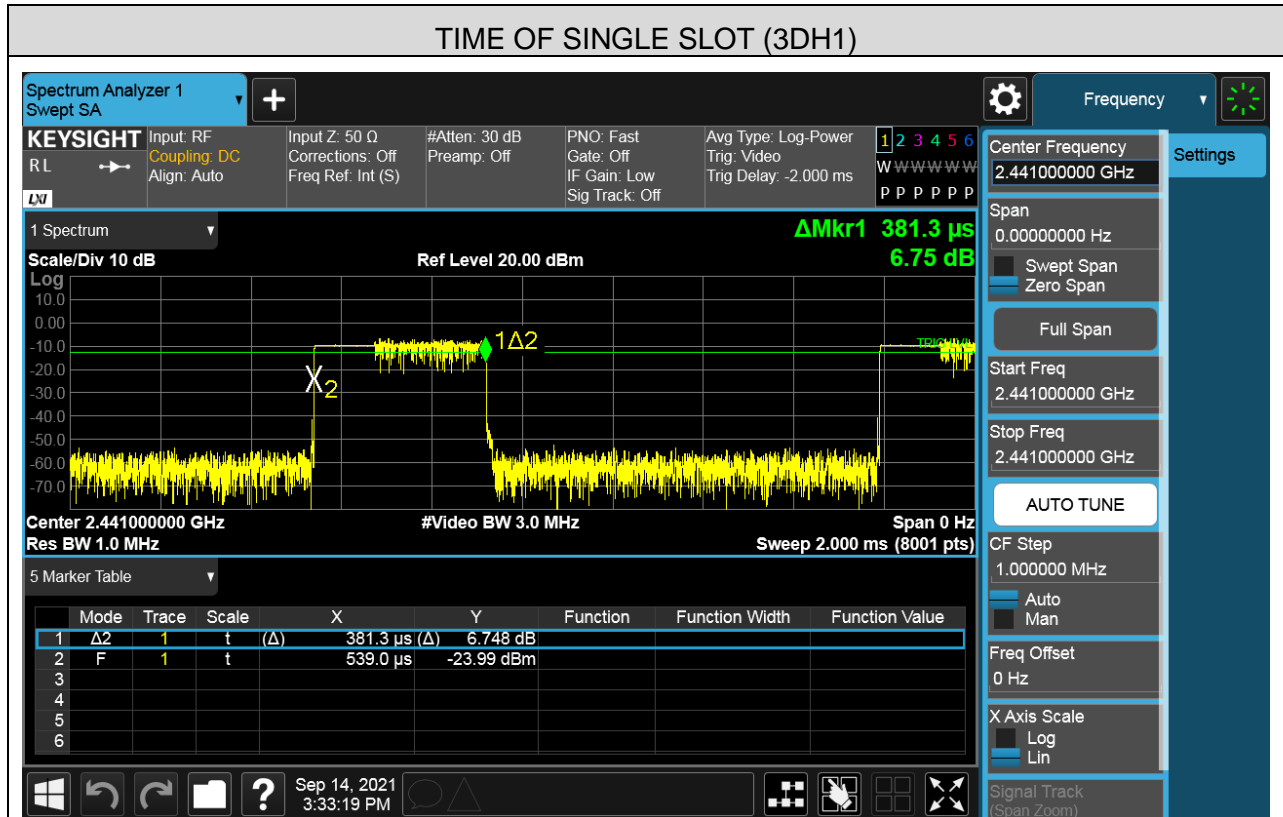 TIME OF SINGLE SLOT (3DH1)
Spectrum Analyzer 1
Swept SA
Frequency
KEYSIGHT
R L
LXI
Input: RF
Coupling: DC
Align: Auto
Input Z: 50 Ω
Corrections: Off
Freq Ref: Int (S)
#Atten: 30 dB
Preamp: Off
PNO: Fast
Gate: Off
IF Gain: Low
Sig Track: Off
Avg Type: Log-Power
Trig: Video
Trig Delay: -2.000 ms
1 2 3 4 5 6
W W W W W W
P P P P P P
1 Spectrum
ΔMkr1 381.3 µs
6.75 dB
Scale/Div 10 dB
Ref Level 20.00 dBm
Log
10.0
0.00
-10.0
-20.0
-30.0
-40.0
-50.0
-60.0
-70.0
1Δ2
X2
Center 2.441000000 GHz
#Video BW 3.0 MHz
Span 0 Hz
Res BW 1.0 MHz
Sweep 2.000 ms (8001 pts)
5 Marker Table
Mode Trace Scale X Y Function Function Width Function Value
1 Δ2 1 t (Δ) 381.3 µs (Δ) 6.748 dB
2 F 1 t 539.0 µs -23.99 dBm
3
4
5
6
Sep 14, 2021
3:33:19 PM
?
Center Frequency
2.441000000 GHz
Settings
Span
0.00000000 Hz
Swept Span
Zero Span
Full Span
Start Freq
2.441000000 GHz
Stop Freq
2.441000000 GHz
AUTO TUNE
CF Step
1.000000 MHz
Auto
Man
Freq Offset
0 Hz
X Axis Scale
Log
Lin
Signal Track
(Span Zoom)